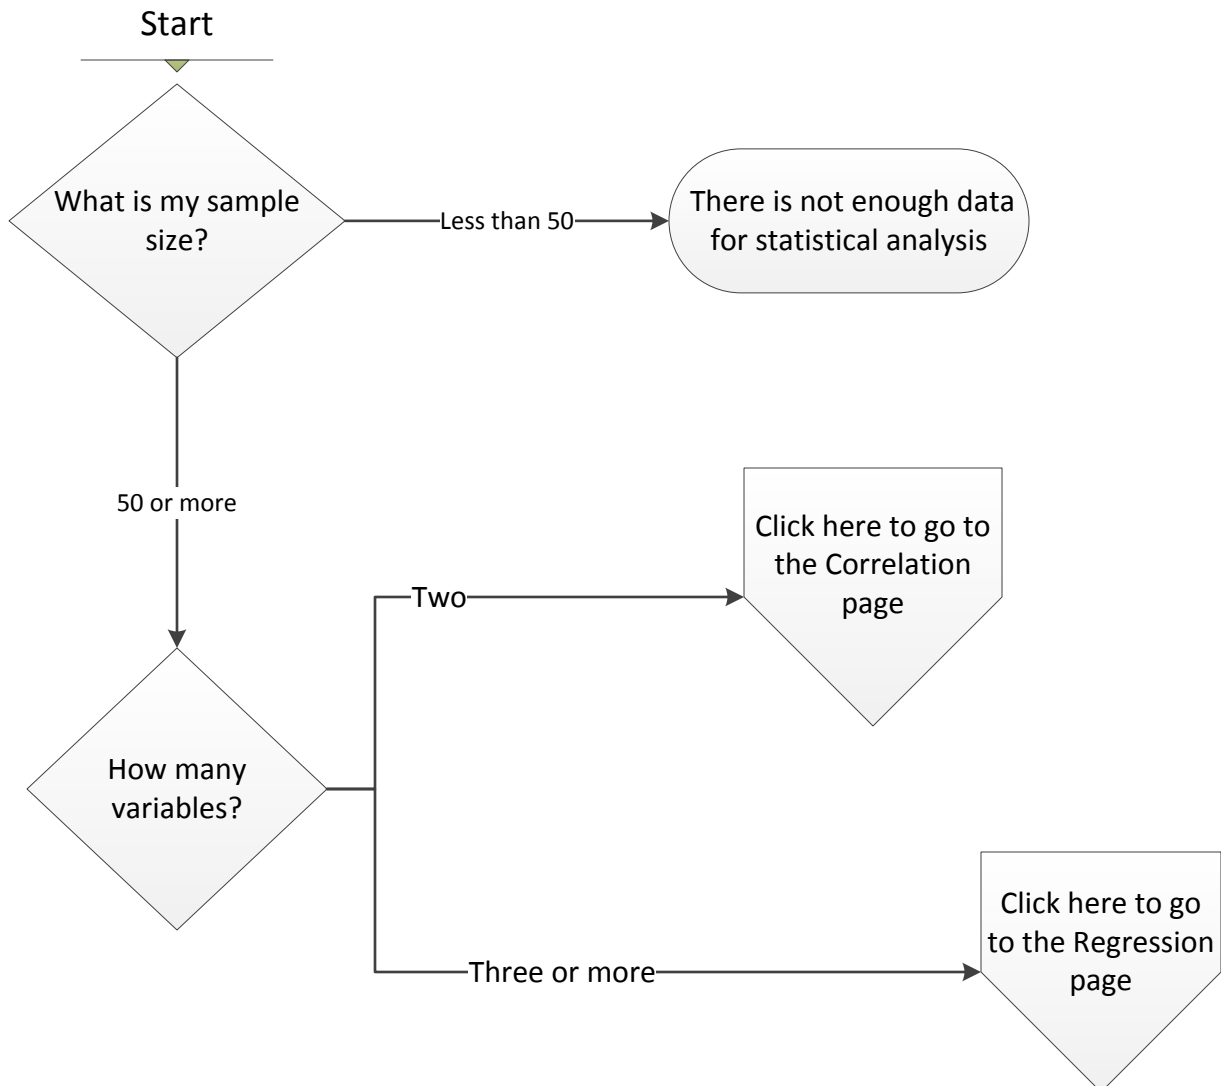 Start
What is my sample
size?
Less than 50
There is not enough data
for statistical analysis
50 or more
Click here to go to
the Correlation
page
Two
How many
variables?
Three or more
Click here to go
to the Regression
page